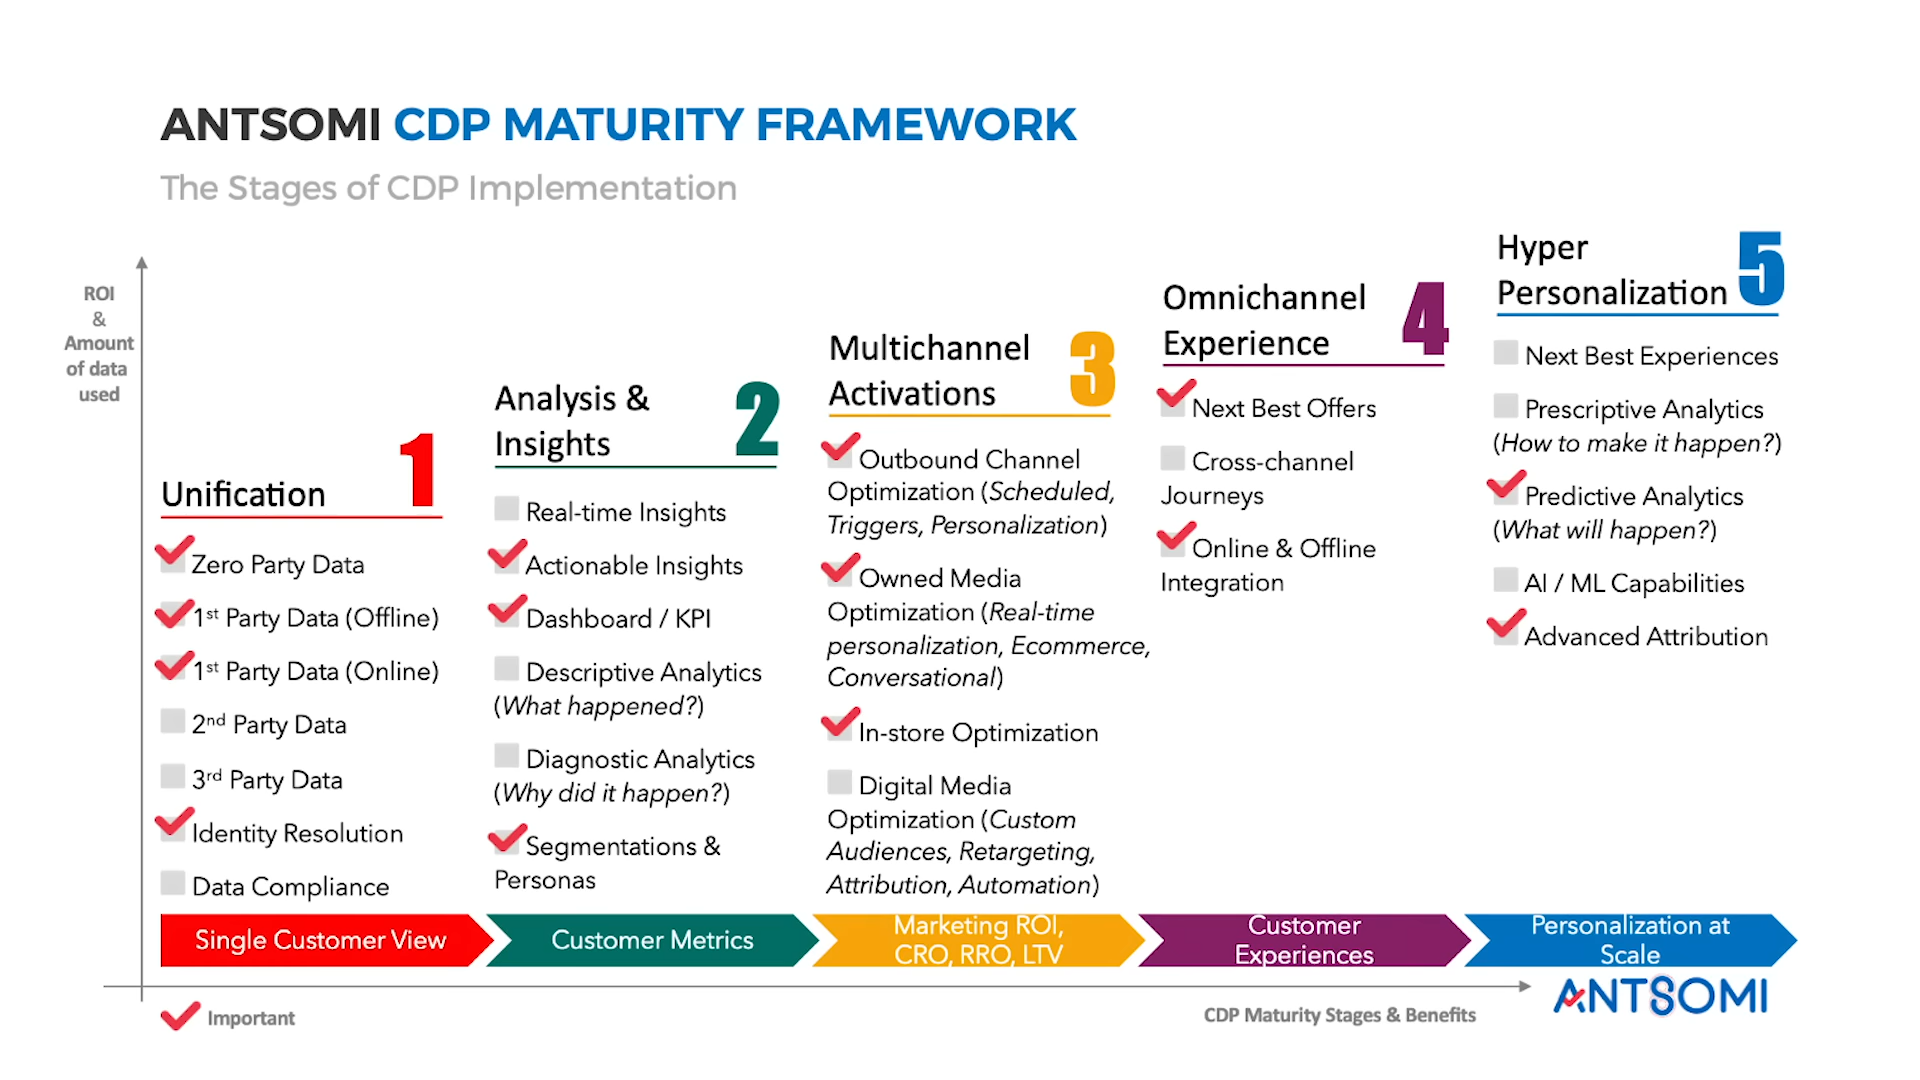 ANTSOMI CDP MATURITY FRAMEWORK
The Stages of CDP Implementation
ROI
&
Amount
of data
used
Unification
1
Zero Party Data
1st Party Data (Offline)
1st Party Data (Online)
2nd Party Data
3rd Party Data
Identity Resolution
Data Compliance
Single Customer View
Analysis &
Insights
2
Real-time Insights
Actionable Insights
Dashboard / KPI
Descriptive Analytics
(What happened?)
Diagnostic Analytics
(Why did it happen?)
Segmentations &
Personas
Customer Metrics
Multichannel
Activations
3
Outbound Channel
Optimization (Scheduled,
Triggers, Personalization)
Owned Media
Optimization (Real-time
personalization, Ecommerce,
Conversational)
In-store Optimization
Digital Media
Optimization (Custom
Audiences, Retargeting,
Attribution, Automation)
Marketing ROI,
CRO, RRO, LTV
Omnichannel
Experience
4
Next Best Offers
Cross-channel
Journeys
Online & Offline
Integration
Customer
Experiences
Hyper
Personalization
5
Next Best Experiences
Prescriptive Analytics
(How to make it happen?)
Predictive Analytics
(What will happen?)
AI / ML Capabilities
Advanced Attribution
Personalization at
Scale
Important
CDP Maturity Stages & Benefits
ANTSOMI